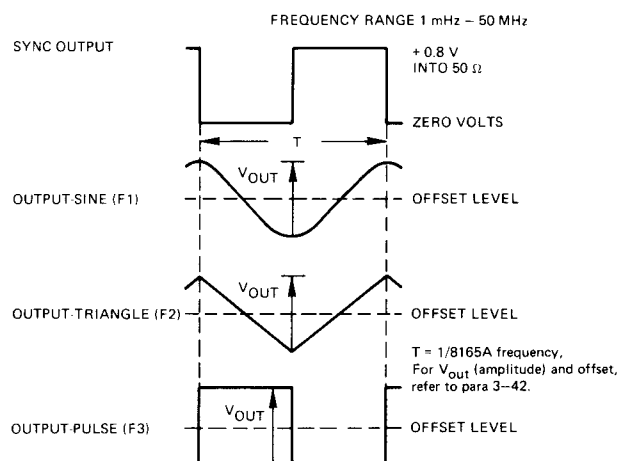 FREQUENCY RANGE 1 mHz – 50 MHz
SYNC OUTPUT
+ 0.8 V
INTO 50 Ω
ZERO VOLTS
T
VOUT
OUTPUT-SINE (F1)
OFFSET LEVEL
VOUT
OUTPUT-TRIANGLE (F2)
OFFSET LEVEL
T = 1/8165A frequency,
For Vout (amplitude) and offset,
refer to para 3–42.
VOUT
OUTPUT-PULSE (F3)
OFFSET LEVEL